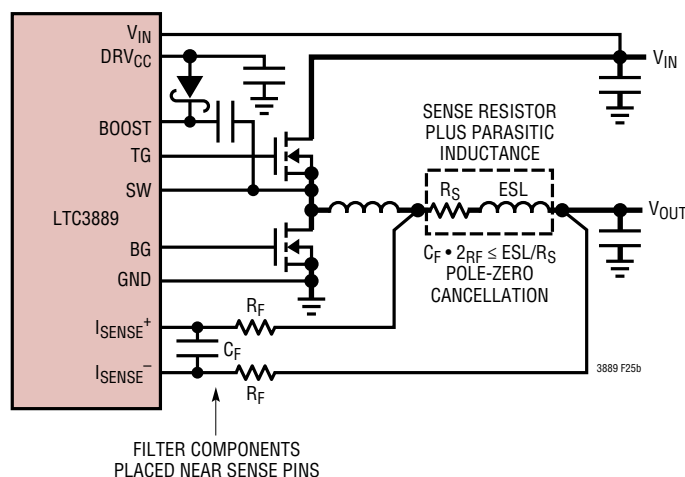 VIN
DRVCC
VIN
BOOST
SENSE RESISTOR
PLUS PARASITIC
INDUCTANCE
TG
RS
ESL
SW
LTC3889
VOUT
BG
CF • 2RF ≤ ESL/RS
POLE-ZERO
CANCELLATION
GND
RF
ISENSE+
CF
ISENSE−
RF
3889 F25b
FILTER COMPONENTS
PLACED NEAR SENSE PINS